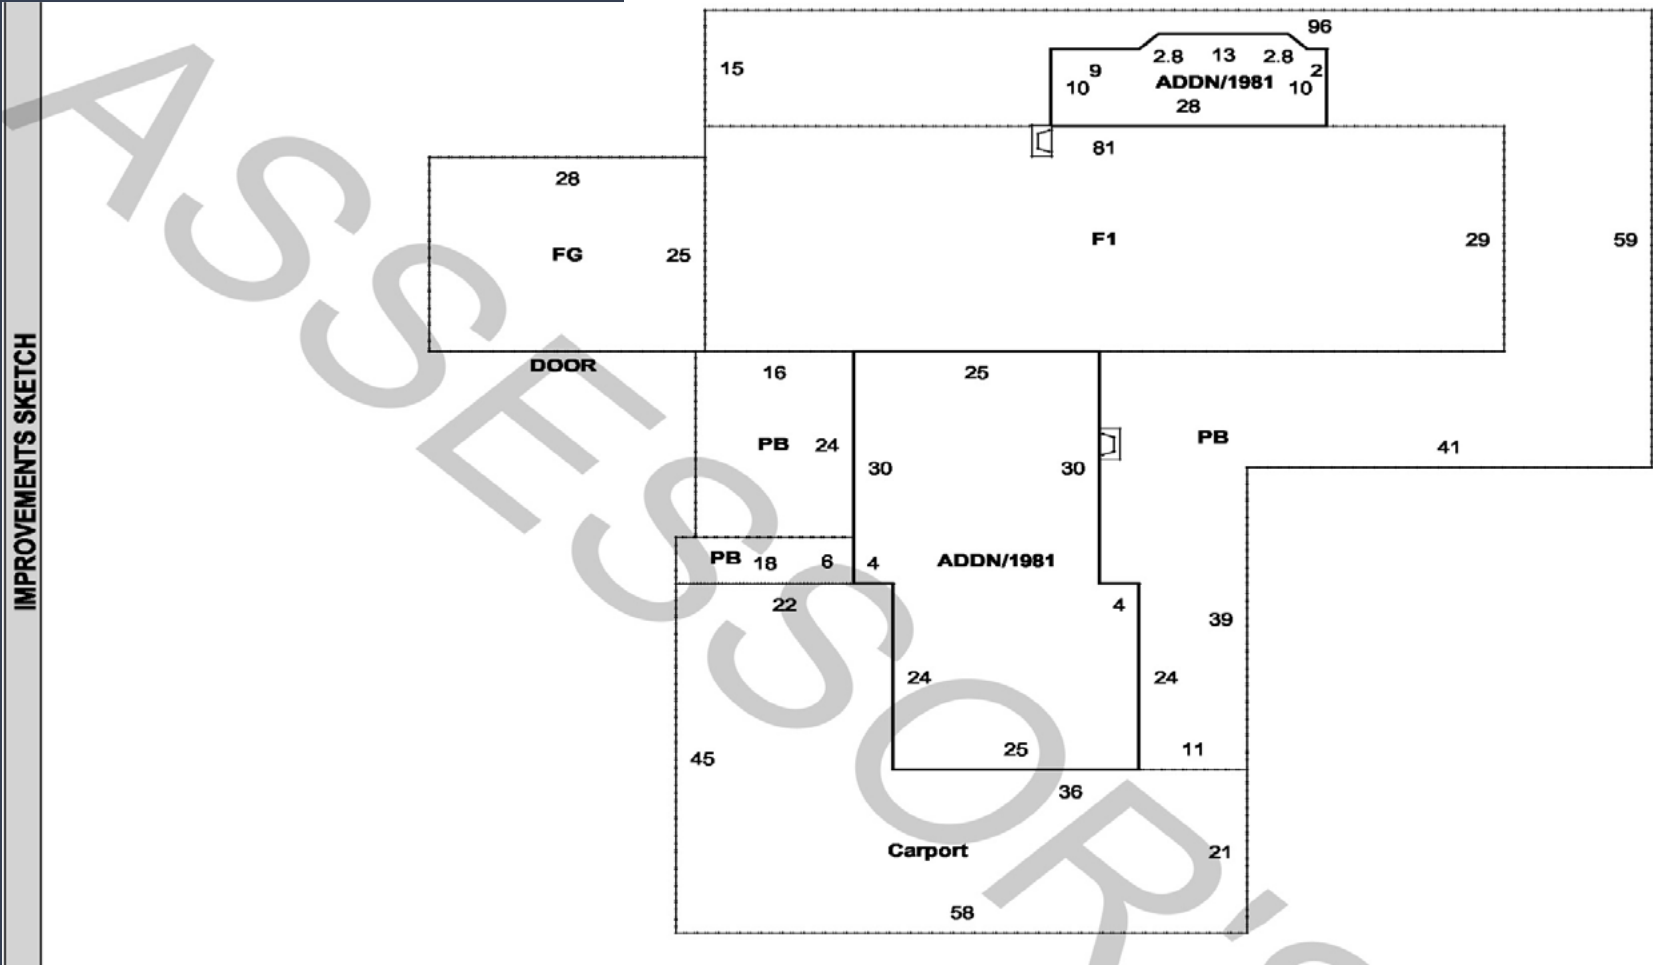 IMPROVEMENTS SKETCH
ASSESSOR'S
96
15
2.8 13 2.8
9 2
10 ADDN/1981 10
28
81
28
FG 25
F1 29 59
DOOR
16 25
PB 24
PB 41
30 30
PB 18 6 4 ADDN/1981
22 4
39
24 24
45 25 11
36
Carport 21
58